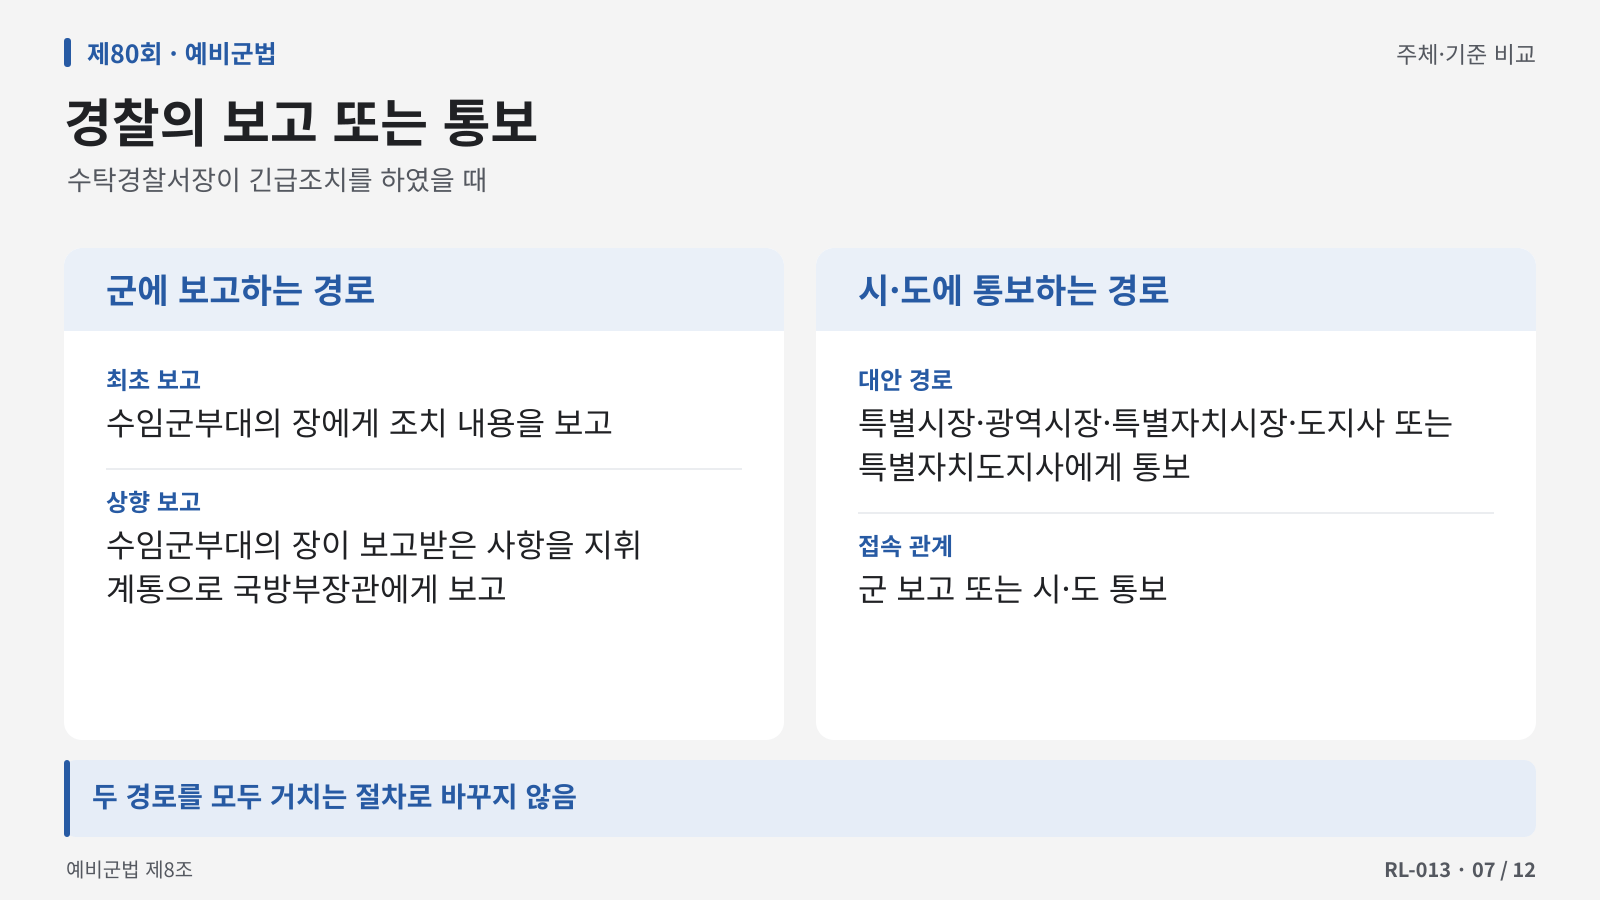 제80회 · 예비군법
주체·기준 비교
경찰의 보고 또는 통보
수탁경찰서장이 긴급조치를 하였을 때
군에 보고하는 경로
최초 보고
수임군부대의 장에게 조치 내용을 보고
상향 보고
수임군부대의 장이 보고받은 사항을 지휘
계통으로 국방부장관에게 보고
시·도에 통보하는 경로
대안 경로
특별시장·광역시장·특별자치시장·도지사 또는
특별자치도지사에게 통보
접속 관계
군 보고 또는 시·도 통보
두 경로를 모두 거치는 절차로 바꾸지 않음
예비군법 제8조
RL-013 · 07 / 12